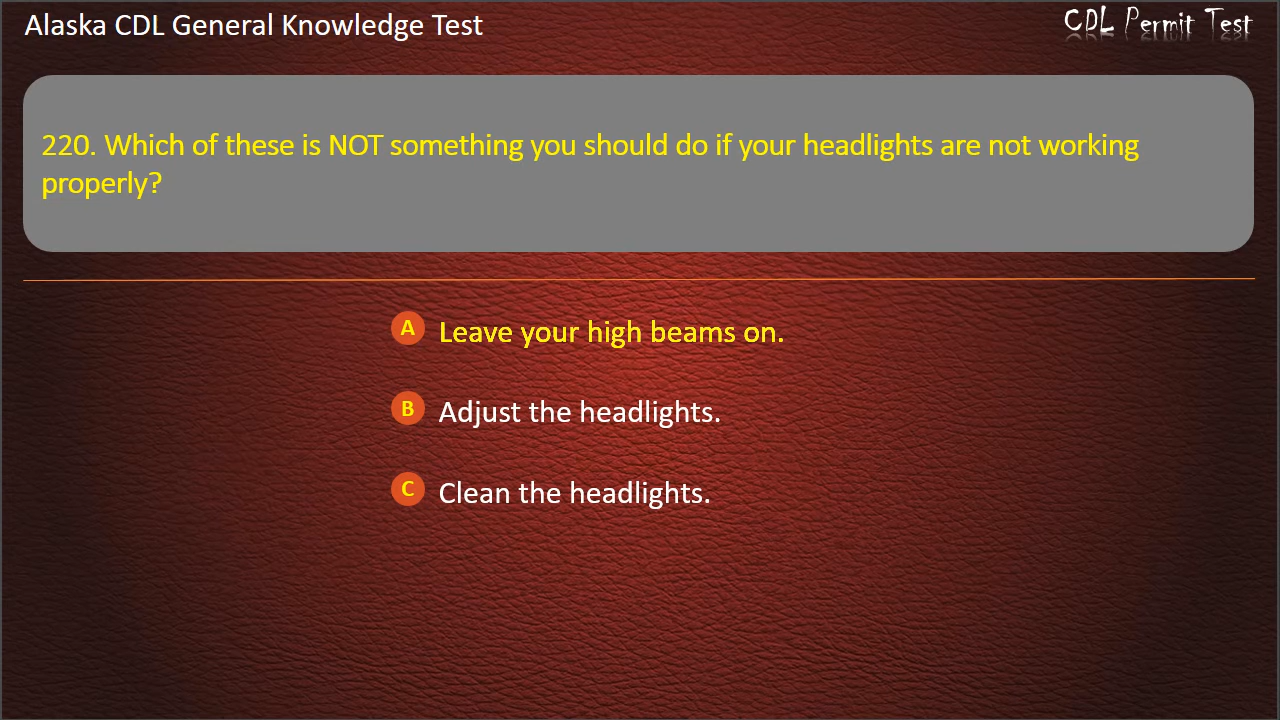 Alaska CDL General Knowledge Test
CDL Permit Test
220. Which of these is NOT something you should do if your headlights are not working
properly?
A Leave your high beams on.
B Adjust the headlights.
C Clean the headlights.